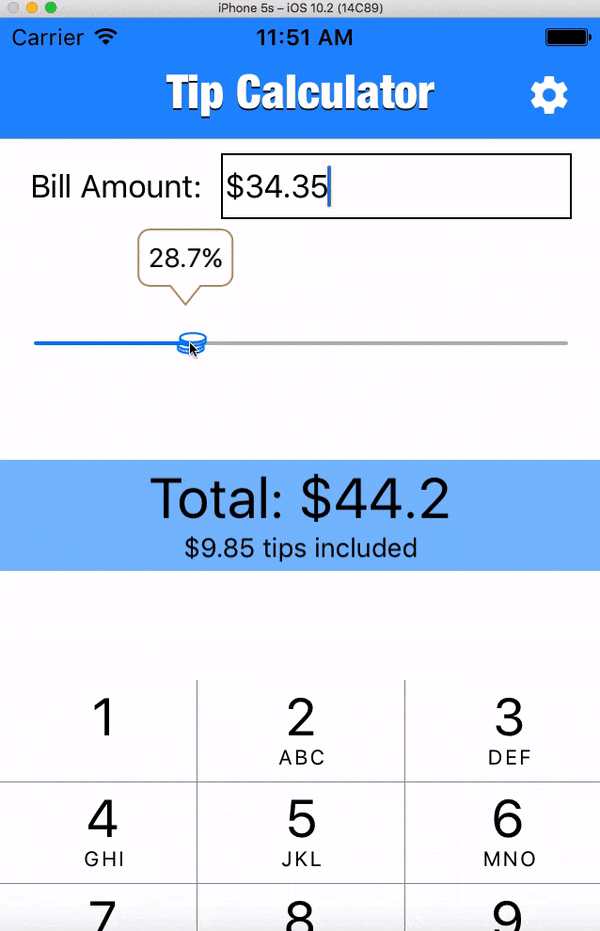 iPhone 5s – iOS 10.2 (14C89)
Carrier 11:51 AM
Tip Calculator
Bill Amount: $34.35
28.7%
Total: $44.2
$9.85 tips included
1 2 3
ABC DEF
4 5 6
GHI JKL MNO
7 8 9